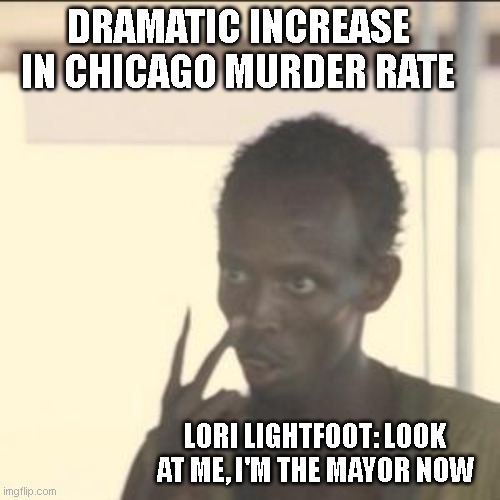 DRAMATIC INCREASE
IN CHICAGO MURDER RATE
LORI LIGHTFOOT: LOOK
AT ME, I'M THE MAYOR NOW
imgflip.com